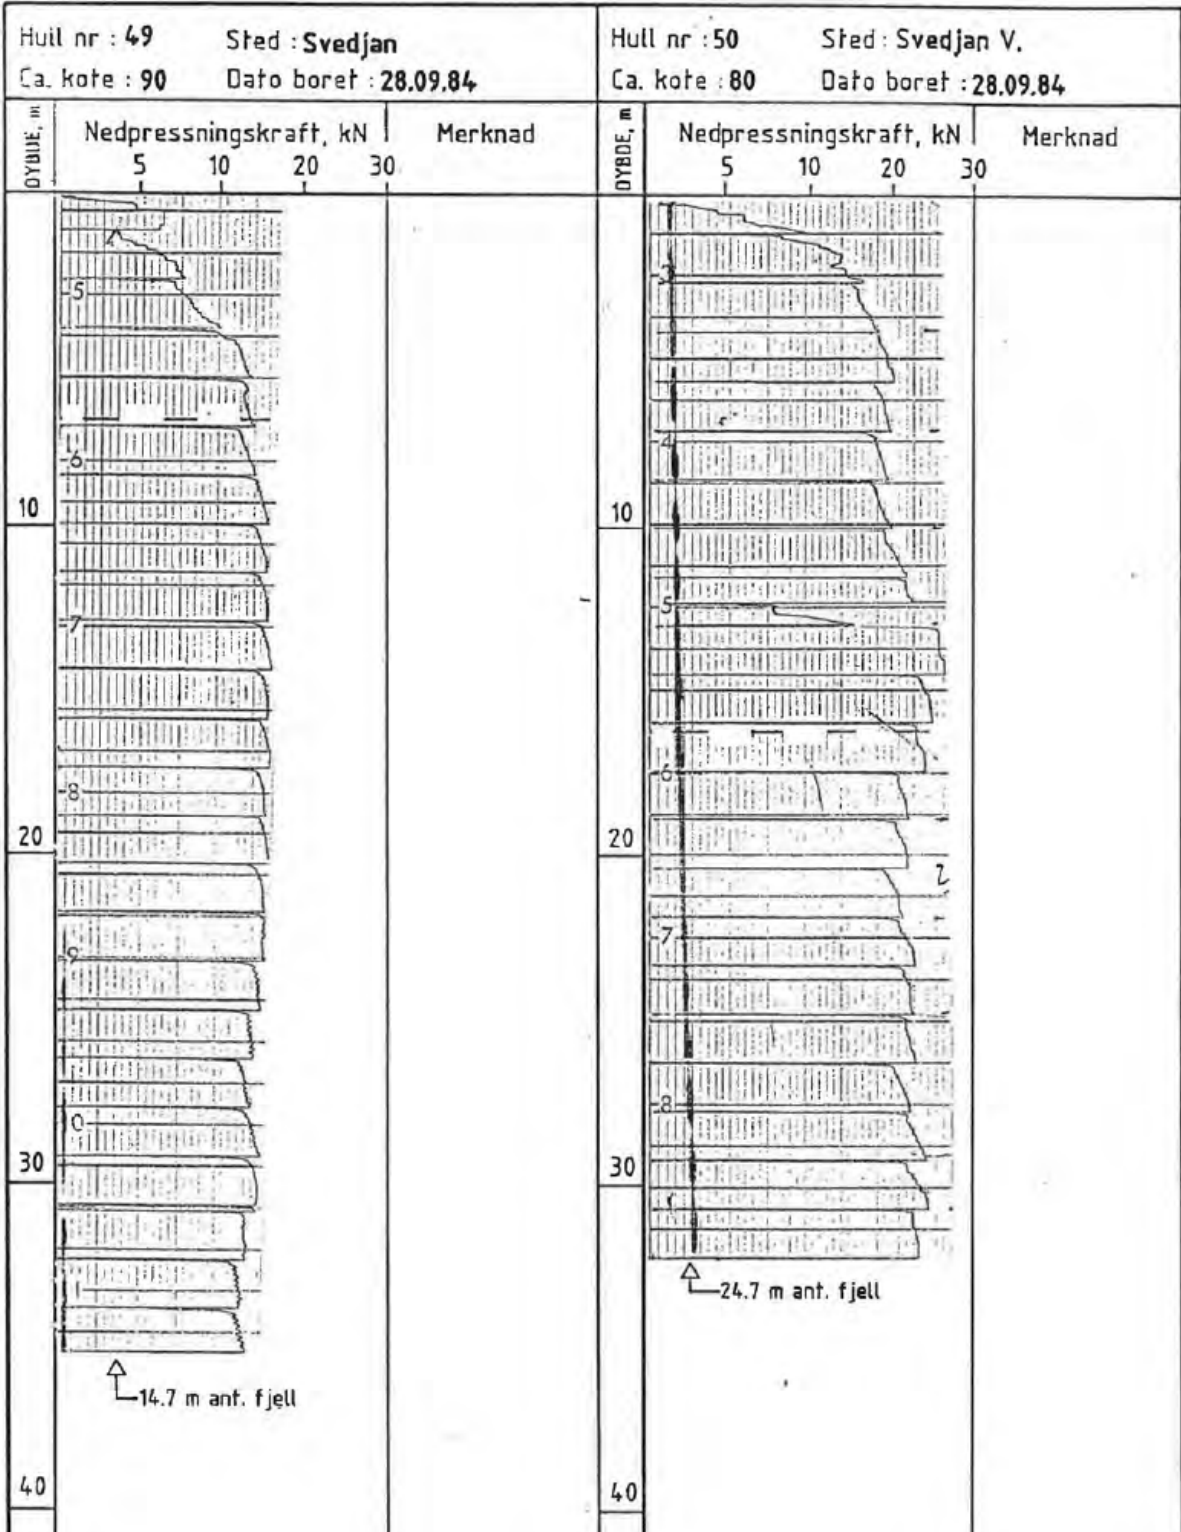 Hull nr : 49 Sted : Svedjan
Ca. kote : 90 Dato boret : 28.09.84
DYBDE, m
Nedpressningskraft, kN Merknad
5 10 20 30
5
6
10
7
8
20
9
0
30
14.7 m ant. fjell
40
Hull nr : 50 Sted : Svedjan V.
Ca. kote : 80 Dato boret : 28.09.84
DYBDE, m
Nedpressningskraft, kN Merknad
5 10 20 30
3
4
10
5
6
20
7
8
30
24.7 m ant. fjell
40